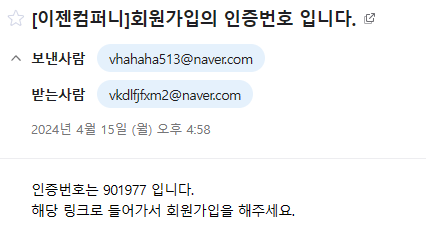 [이젠컴퍼니]회원가입의 인증번호 입니다.
보낸사람 vhahaha513@naver.com
받는사람 vkdlfjfxm2@naver.com
2024년 4월 15일 (월) 오후 4:58
인증번호는 901977 입니다.
해당 링크로 들어가서 회원가입을 해주세요.